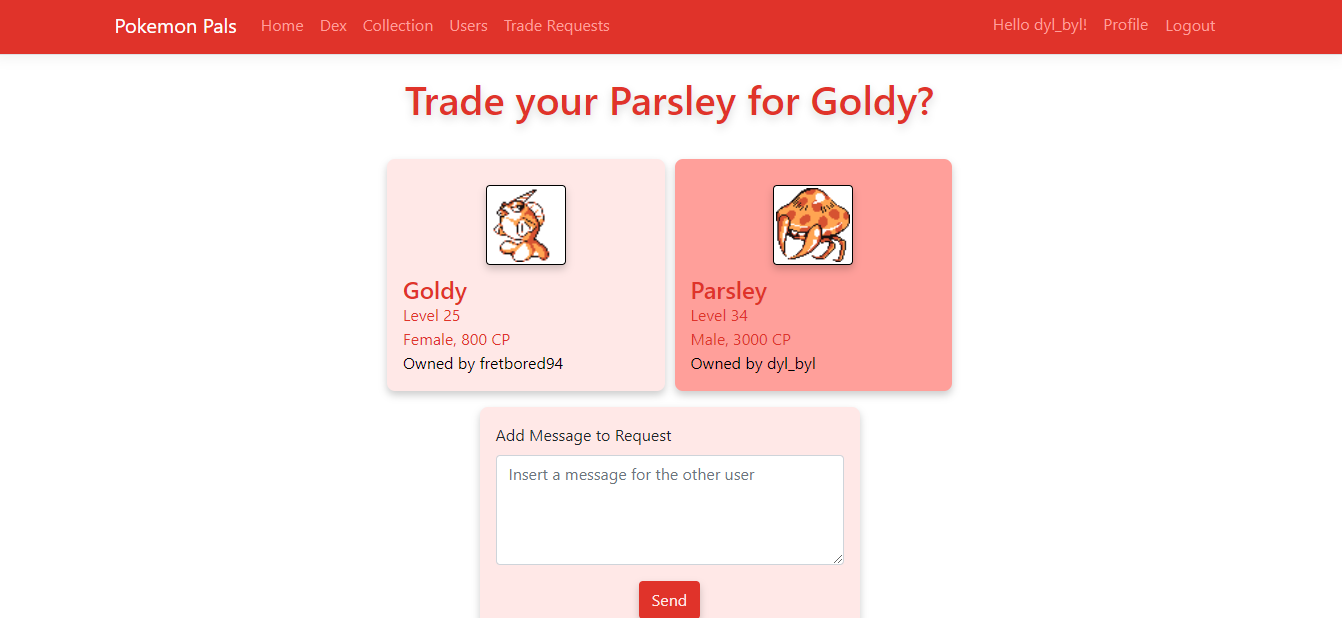 Pokemon Pals Home Dex Collection Users Trade Requests Hello dyl_byl! Profile Logout
Trade your Parsley for Goldy?
Goldy
Level 25
Female, 800 CP
Owned by fretbored94
Parsley
Level 34
Male, 3000 CP
Owned by dyl_byl
Add Message to Request
Insert a message for the other user
Send